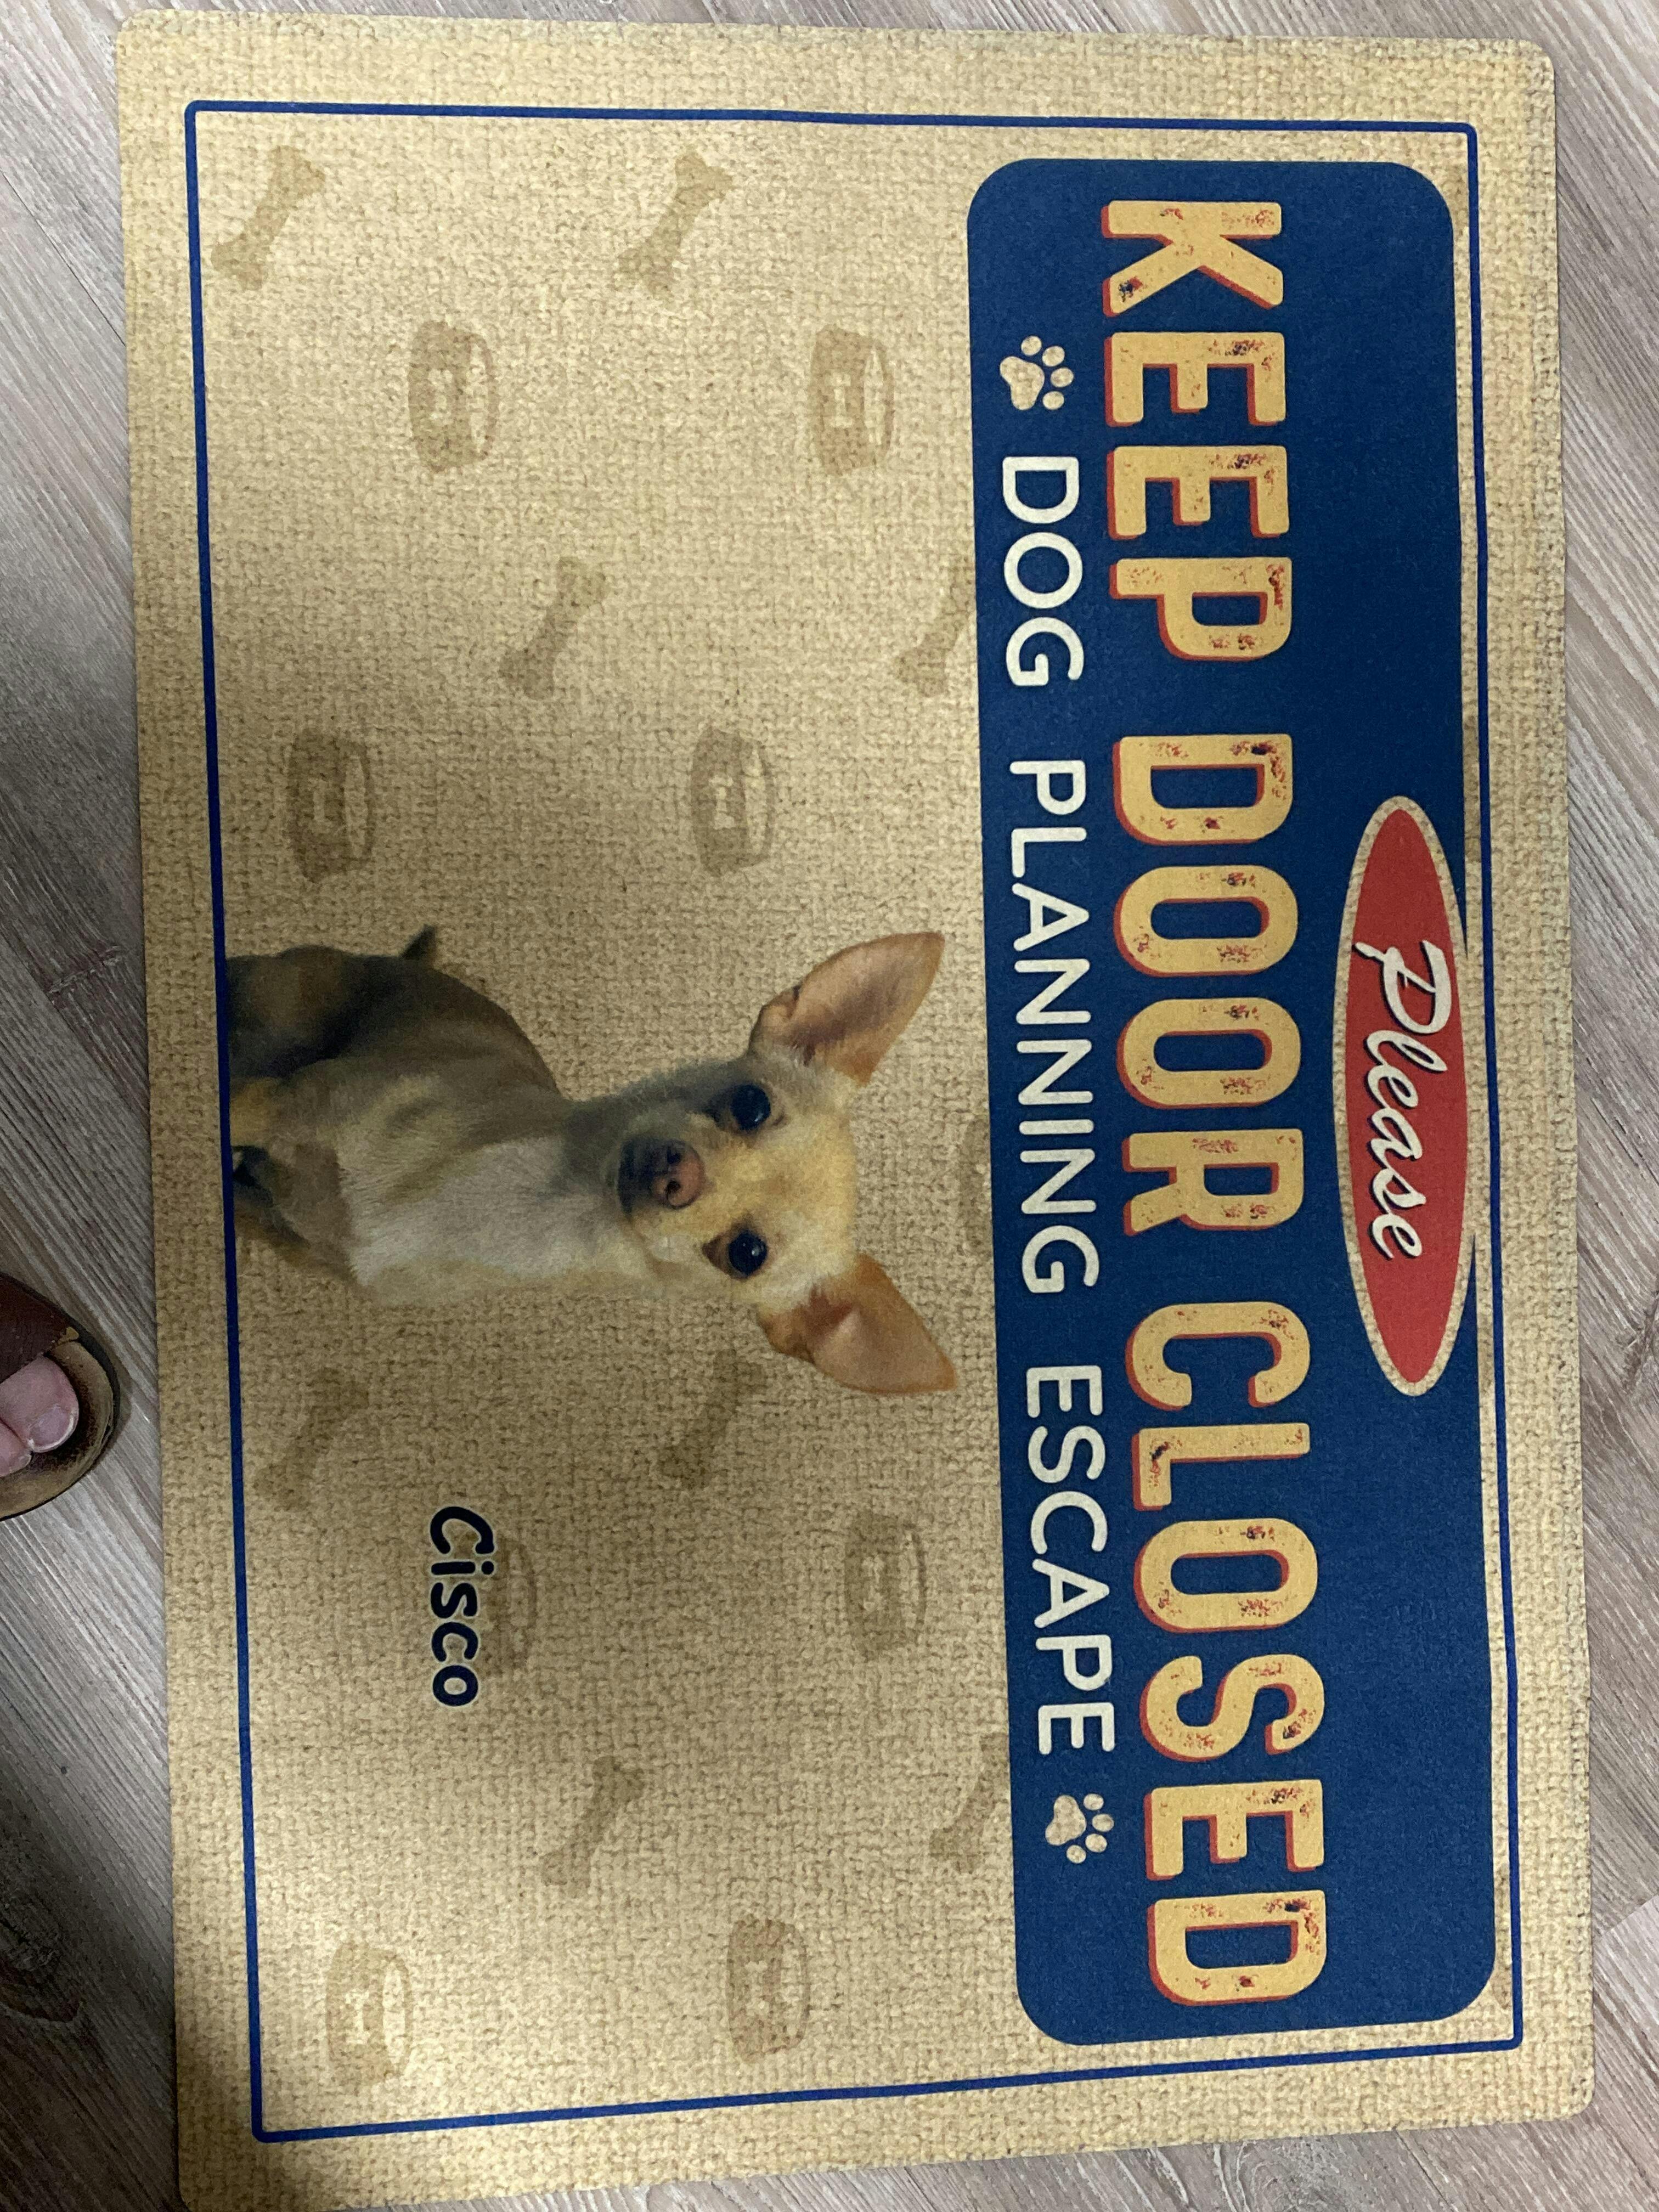 Please
KEEP DOOR CLOSED
DOG PLANNING ESCAPE
Cisco